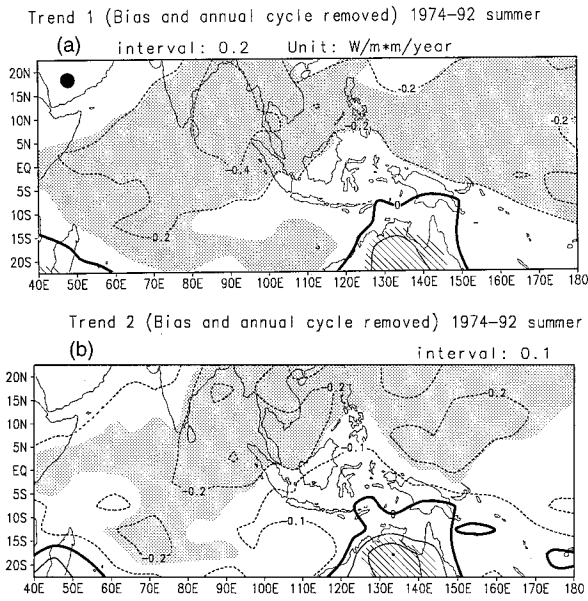 Trend 1 (Bias and annual cycle removed) 1974-92 summer
(a) interval: 0.2 Unit: W/m*m/year
20N
15N
10N
5N
EQ
5S
10S
15S
20S
-0.2
-0.2
-0.4
-0.2
0
40E 50E 60E 70E 80E 90E 100E 110E 120E 130E 140E 150E 160E 170E 180
Trend 2 (Bias and annual cycle removed) 1974-92 summer
(b) interval: 0.1
20N
15N
10N
5N
EQ
5S
10S
15S
20S
-0.2
-0.2
-0.1
-0.2
-0.1
-0.2
0
40E 50E 60E 70E 80E 90E 100E 110E 120E 130E 140E 150E 160E 170E 180